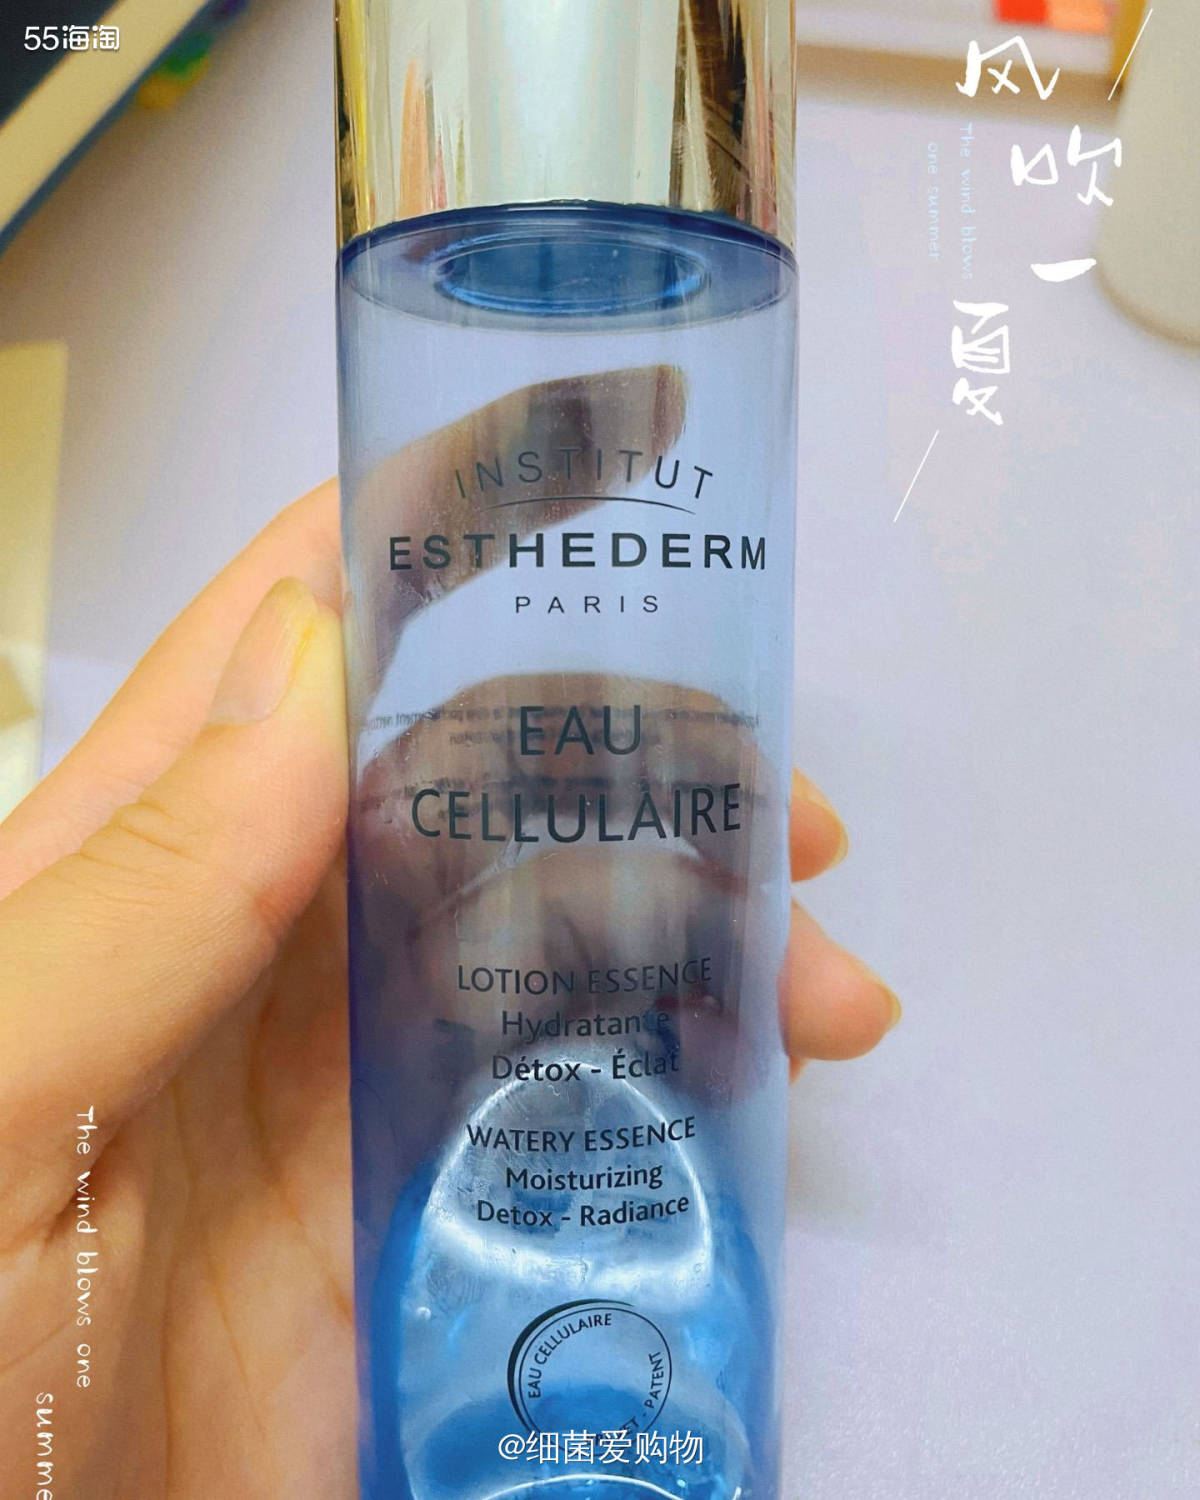 55海淘
风吹一夏
The wind blows
one summer
INSTITUT
ESTHEDERM
PARIS
EAU
CELLULAIRE
LOTION ESSENCE
Hydratante
Détox - Éclat
WATERY ESSENCE
Moisturizing
Detox - Radiance
EAU CELLULAIRE
PATENT
The wind blows one
summe
@细菌爱购物